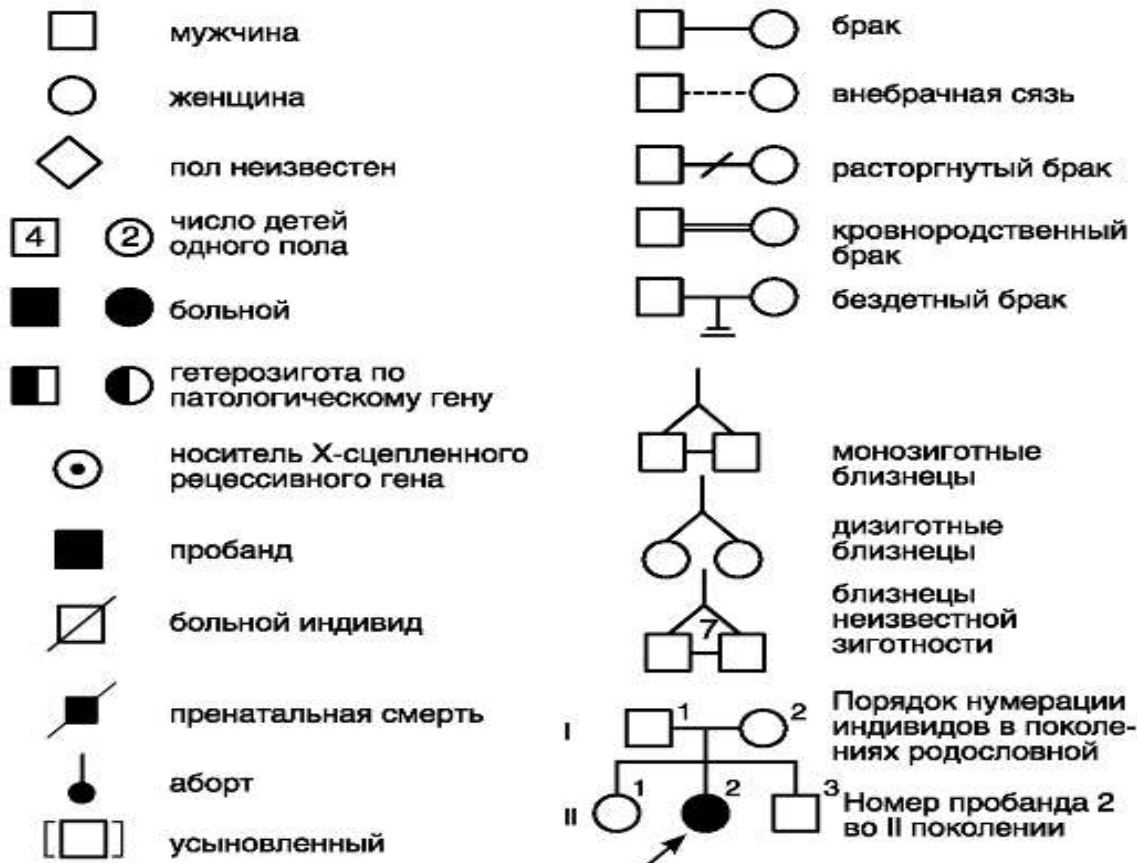 мужчина
женщина
пол неизвестен
4
2
число детей
одного пола
больной
гетерозигота по
патологическому гену
носитель Х-сцепленного
рецессивного гена
пробанд
больной индивид
пренатальная смерть
аборт
усыновленный
брак
внебрачная сязь
расторгнутый брак
кровнородственный
брак
бездетный брак
монозиготные
близнецы
дизиготные
близнецы
7
близнецы
неизвестной
зиготности
I
1
2
Порядок нумерации
индивидов в поколе-
ниях родословной
II
1
2
3
Номер пробанда 2
во II поколении